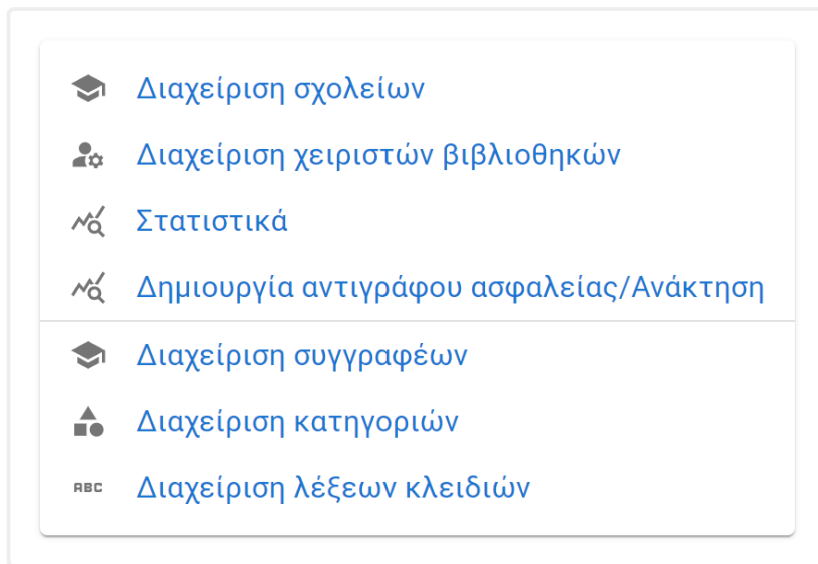 Διαχείριση σχολείων
Διαχείριση χειριστών βιβλιοθηκών
Στατιστικά
Δημιουργία αντιγράφου ασφαλείας/Ανάκτηση
Διαχείριση συγγραφέων
Διαχείριση κατηγοριών
ABC Διαχείριση λέξεων κλειδιών